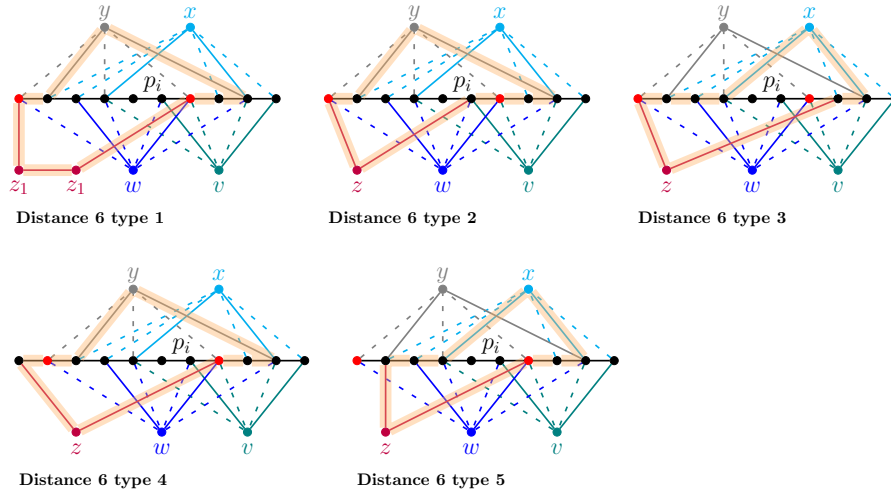 y x
p_i
z_1 z_1 w v
Distance 6 type 1
y x
p_i
z w v
Distance 6 type 2
y x
p_i
z w v
Distance 6 type 3
y x
p_i
z w v
Distance 6 type 4
y x
p_i
z w v
Distance 6 type 5